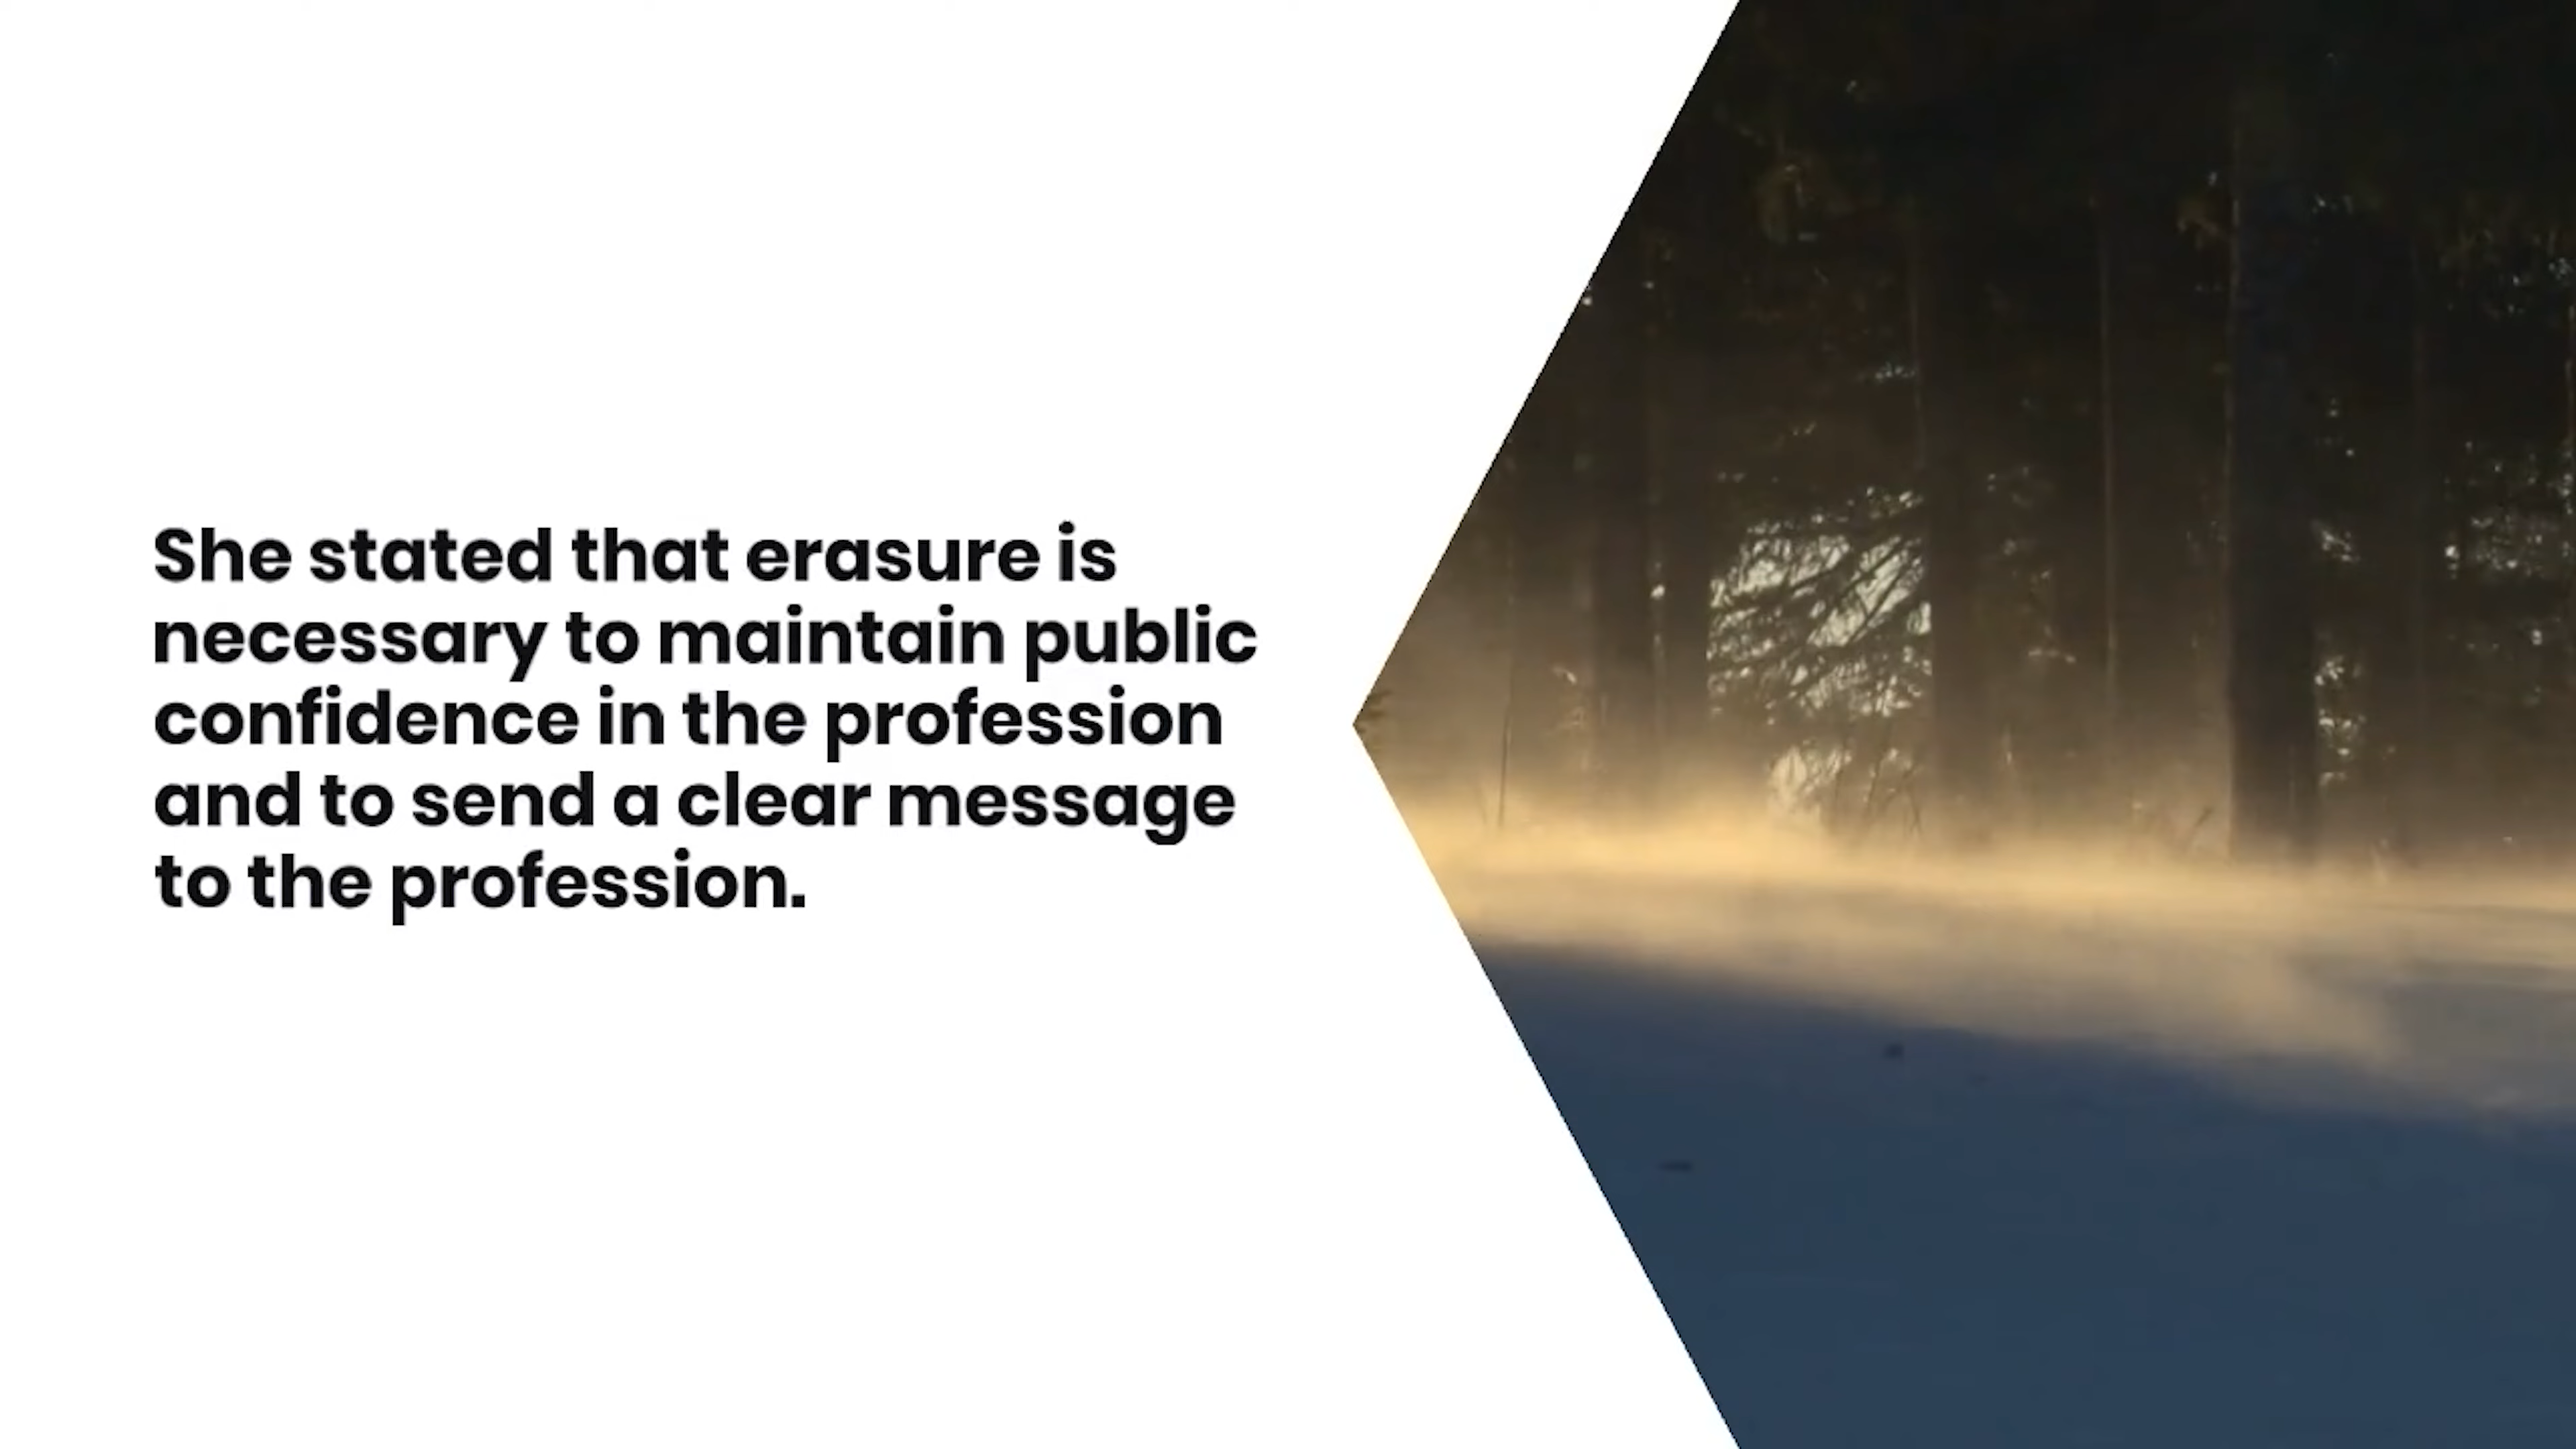 She stated that erasure is
necessary to maintain public
confidence in the profession
and to send a clear message
to the profession.